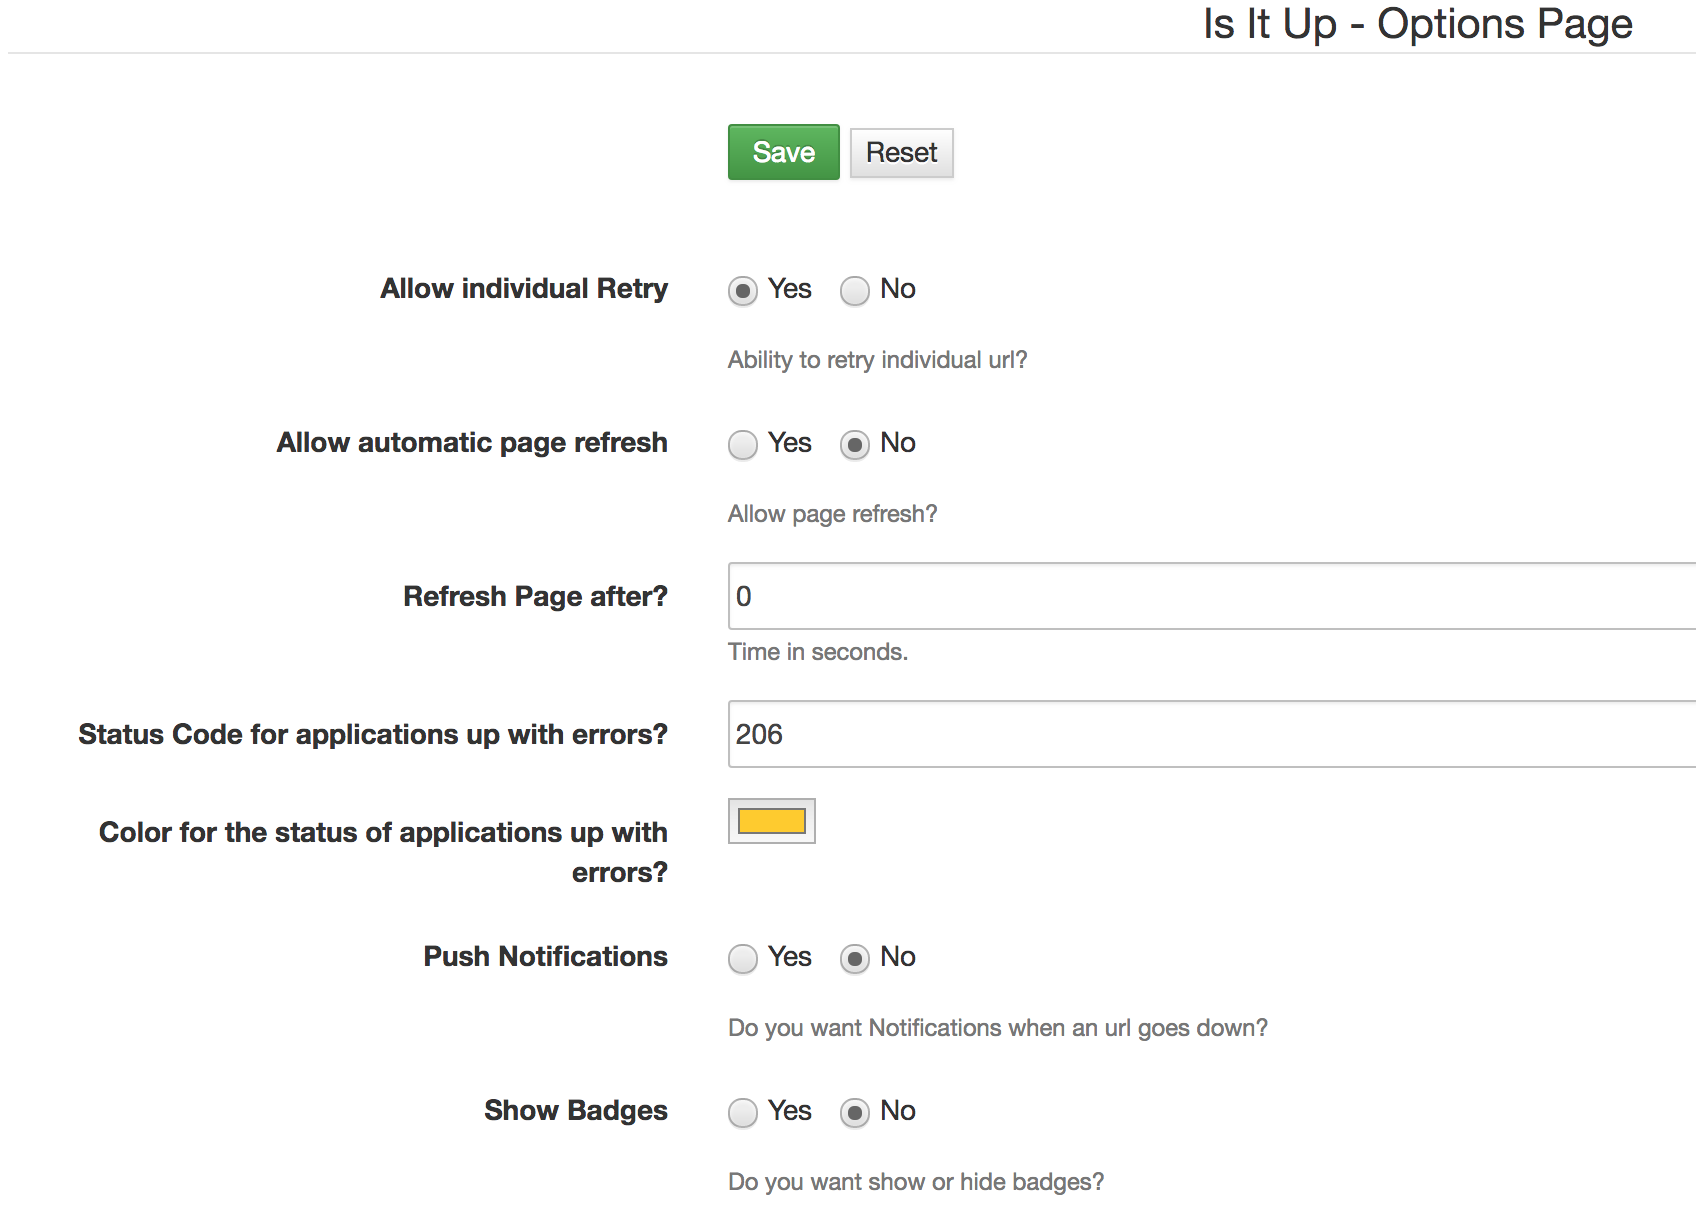 Is It Up - Options Page
Save Reset
Allow individual Retry Yes No
Ability to retry individual url?
Allow automatic page refresh Yes No
Allow page refresh?
Refresh Page after? 0
Time in seconds.
Status Code for applications up with errors? 206
Color for the status of applications up with
errors?
Push Notifications Yes No
Do you want Notifications when an url goes down?
Show Badges Yes No
Do you want show or hide badges?